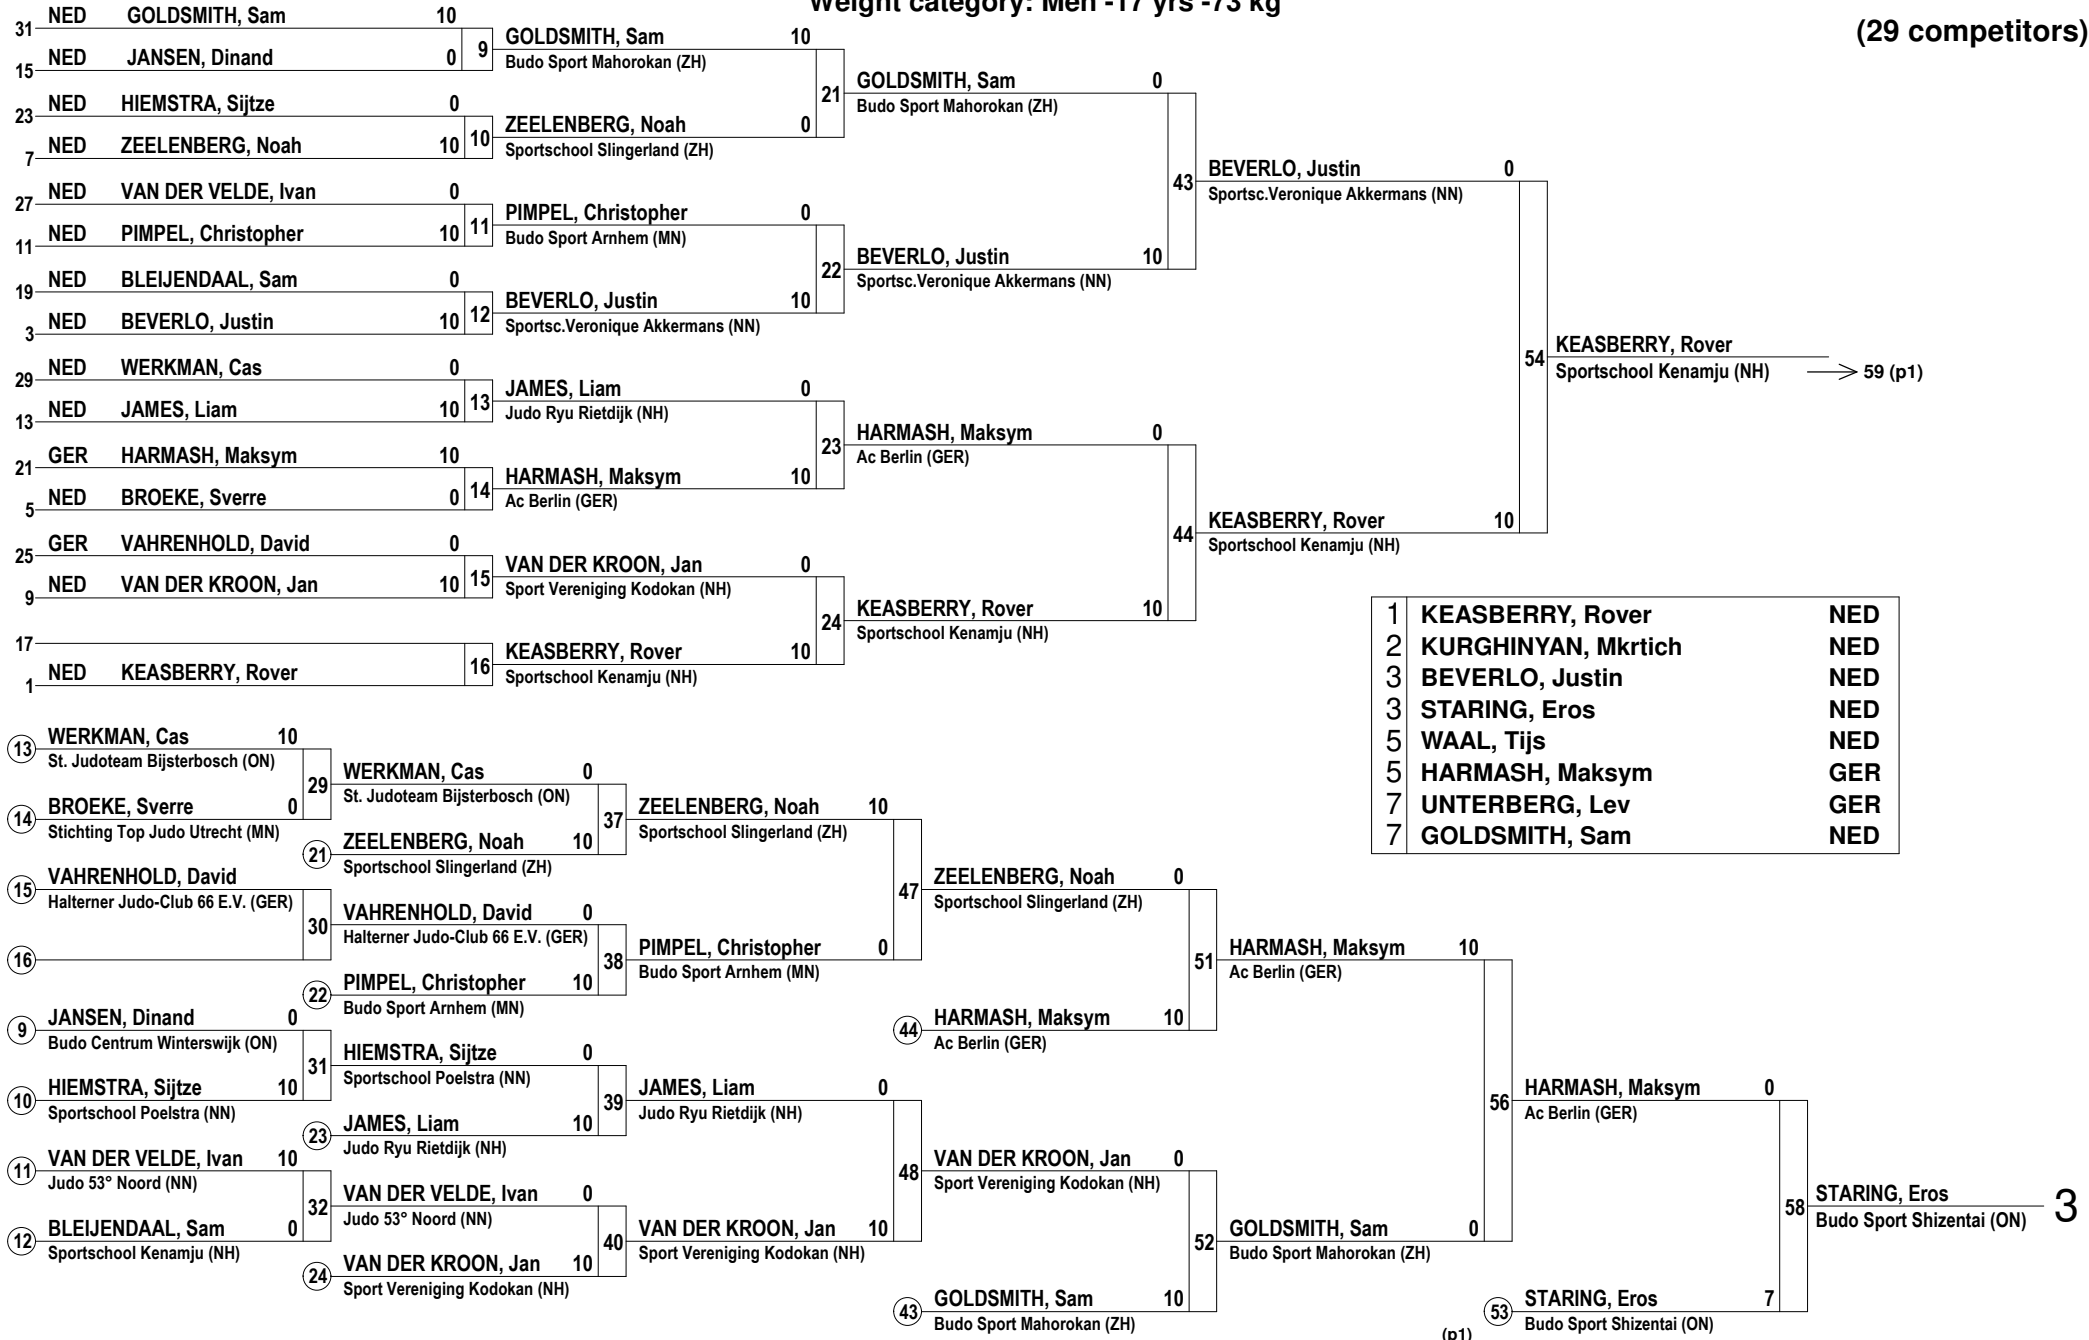 Weight category: Men -17 yrs -73 kg
(29 competitors)
31 NED GOLDSMITH, Sam 10
15 NED JANSEN, Dinand 0
9
23 NED HIEMSTRA, Sijtze 0
7 NED ZEELENBERG, Noah 10
10
27 NED VAN DER VELDE, Ivan 0
11 NED PIMPEL, Christopher 10
11
19 NED BLEIJENDAAL, Sam 0
3 NED BEVERLO, Justin 10
12
29 NED WERKMAN, Cas 0
13 NED JAMES, Liam 10
13
21 GER HARMASH, Maksym 10
5 NED BROEKE, Sverre 0
14
25 GER VAHRENHOLD, David 0
9 NED VAN DER KROON, Jan 10
15
17
1 NED KEASBERRY, Rover
16
GOLDSMITH, Sam 10
Budo Sport Mahorokan (ZH)
21
ZEELENBERG, Noah 0
Sportschool Slingerland (ZH)
PIMPEL, Christopher 0
Budo Sport Arnhem (MN)
22
BEVERLO, Justin 10
Sportsc.Veronique Akkermans (NN)
JAMES, Liam 0
Judo Ryu Rietdijk (NH)
23
HARMASH, Maksym 10
Ac Berlin (GER)
VAN DER KROON, Jan 0
Sport Vereniging Kodokan (NH)
24
KEASBERRY, Rover 10
Sportschool Kenamju (NH)
GOLDSMITH, Sam 0
Budo Sport Mahorokan (ZH)
43
BEVERLO, Justin 10
Sportsc.Veronique Akkermans (NN)
HARMASH, Maksym 0
Ac Berlin (GER)
44
KEASBERRY, Rover 10
Sportschool Kenamju (NH)
BEVERLO, Justin 0
Sportsc.Veronique Akkermans (NN)
54
KEASBERRY, Rover 10
Sportschool Kenamju (NH)
KEASBERRY, Rover
Sportschool Kenamju (NH) 59 (p1)
1 KEASBERRY, Rover NED
2 KURGHINYAN, Mkrtich NED
3 BEVERLO, Justin NED
3 STARING, Eros NED
5 WAAL, Tijs NED
5 HARMASH, Maksym GER
7 UNTERBERG, Lev GER
7 GOLDSMITH, Sam NED
13 WERKMAN, Cas 10
St. Judoteam Bijsterbosch (ON)
29
14 BROEKE, Sverre 0
Stichting Top Judo Utrecht (MN)
15 VAHRENHOLD, David
Halterner Judo-Club 66 E.V. (GER)
30
16
9 JANSEN, Dinand 0
Budo Centrum Winterswijk (ON)
31
10 HIEMSTRA, Sijtze 10
Sportschool Poelstra (NN)
11 VAN DER VELDE, Ivan 10
Judo 53° Noord (NN)
32
12 BLEIJENDAAL, Sam 0
Sportschool Kenamju (NH)
WERKMAN, Cas 0
St. Judoteam Bijsterbosch (ON)
37
21 ZEELENBERG, Noah 10
Sportschool Slingerland (ZH)
VAHRENHOLD, David 0
Halterner Judo-Club 66 E.V. (GER)
38
22 PIMPEL, Christopher 10
Budo Sport Arnhem (MN)
HIEMSTRA, Sijtze 0
Sportschool Poelstra (NN)
39
23 JAMES, Liam 10
Judo Ryu Rietdijk (NH)
VAN DER VELDE, Ivan 0
Judo 53° Noord (NN)
40
24 VAN DER KROON, Jan 10
Sport Vereniging Kodokan (NH)
ZEELENBERG, Noah 10
Sportschool Slingerland (ZH)
47
PIMPEL, Christopher 0
Budo Sport Arnhem (MN)
JAMES, Liam 0
Judo Ryu Rietdijk (NH)
48
VAN DER KROON, Jan 10
Sport Vereniging Kodokan (NH)
ZEELENBERG, Noah 0
Sportschool Slingerland (ZH)
51
44 HARMASH, Maksym 10
Ac Berlin (GER)
VAN DER KROON, Jan 0
Sport Vereniging Kodokan (NH)
52
43 GOLDSMITH, Sam 10
Budo Sport Mahorokan (ZH)
HARMASH, Maksym 10
Ac Berlin (GER)
56
GOLDSMITH, Sam 0
Budo Sport Mahorokan (ZH)
HARMASH, Maksym 0
Ac Berlin (GER)
58
53 STARING, Eros 7
Budo Sport Shizentai (ON)
(p1)
STARING, Eros
Budo Sport Shizentai (ON) 3